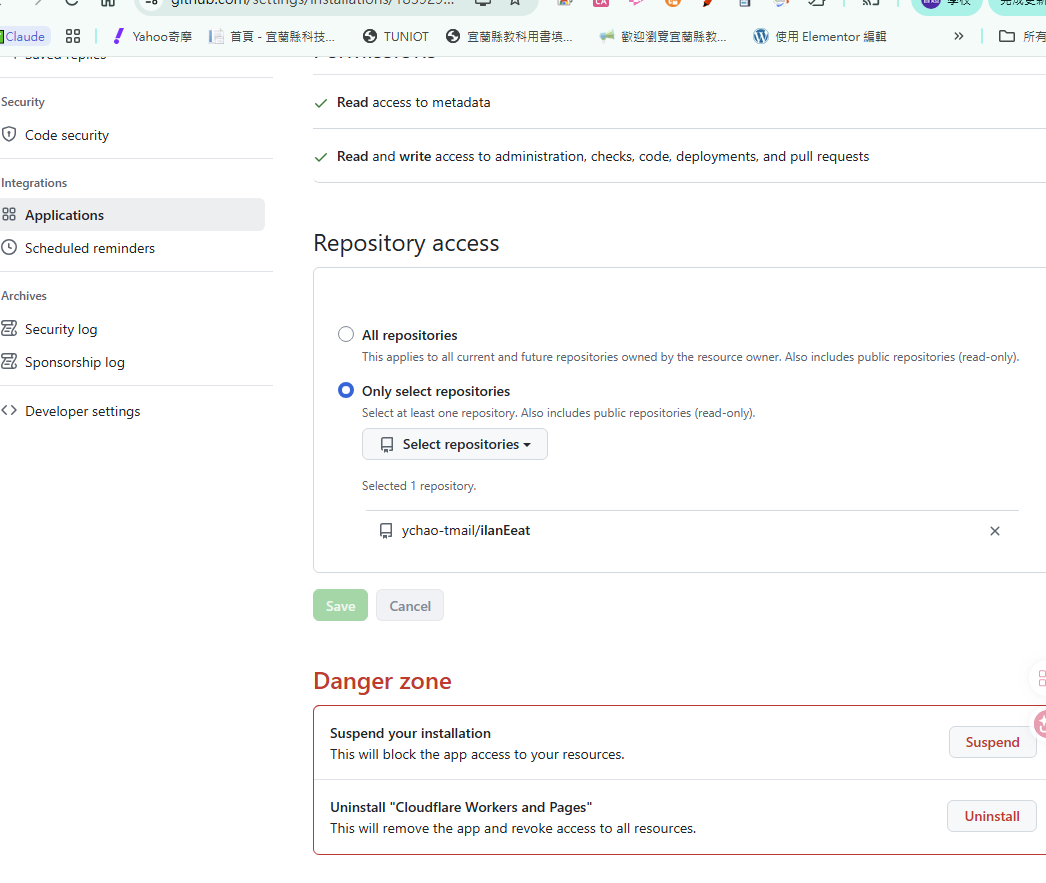 github.com/settings/installations/
Claude
Yahoo奇摩
首頁 - 宜蘭縣科技...
TUNIOT
宜蘭縣教科用書填...
歡迎瀏覽宜蘭縣教...
使用 Elementor 編輯
所有
Saved replies
Security
Code security
Integrations
Applications
Scheduled reminders
Archives
Security log
Sponsorship log
Developer settings
Permissions
Read access to metadata
Read and write access to administration, checks, code, deployments, and pull requests
Repository access
All repositories
This applies to all current and future repositories owned by the resource owner. Also includes public repositories (read-only).
Only select repositories
Select at least one repository. Also includes public repositories (read-only).
Select repositories
Selected 1 repository.
ychao-tmail/ilanEeat
Save
Cancel
Danger zone
Suspend your installation
This will block the app access to your resources.
Suspend
Uninstall "Cloudflare Workers and Pages"
This will remove the app and revoke access to all resources.
Uninstall